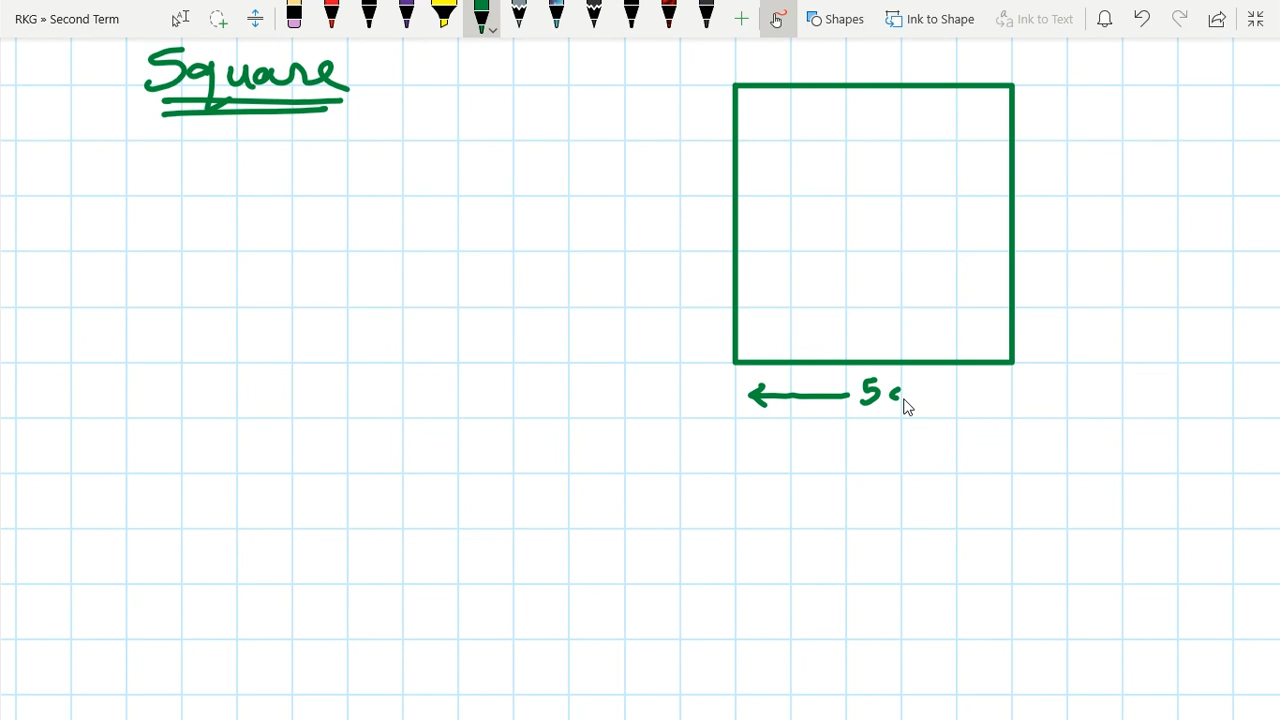 RKG » Second Term
Shapes
Ink to Shape
Ink to Text
Square
5 c